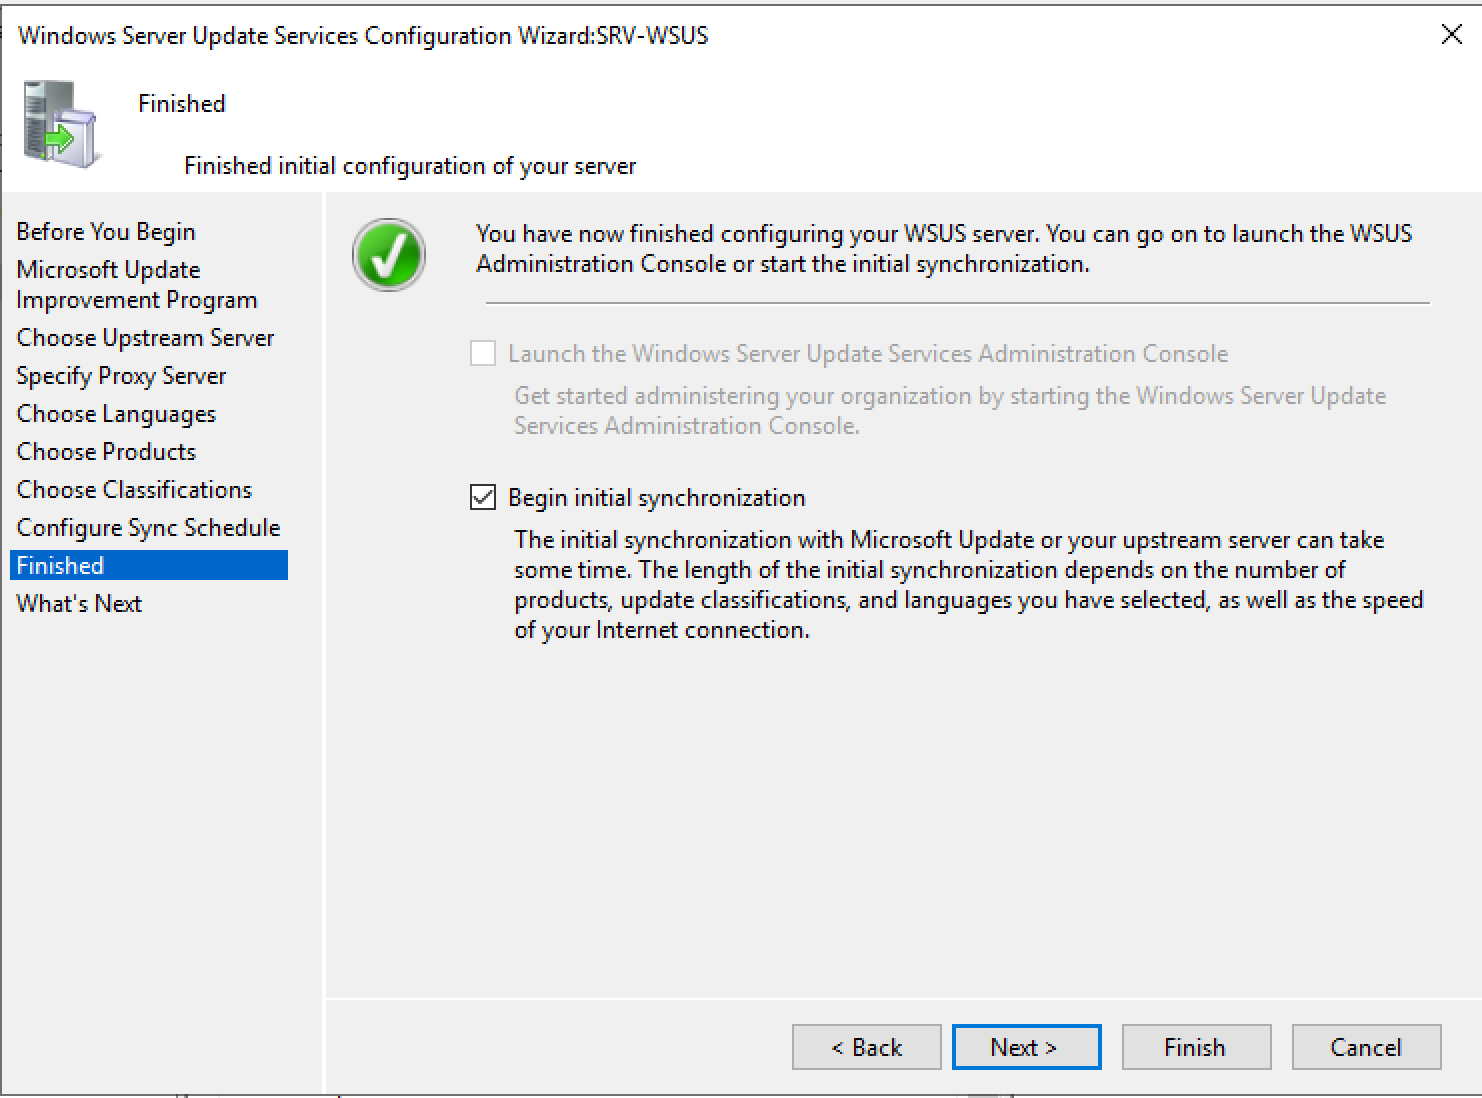 Windows Server Update Services Configuration Wizard:SRV-WSUS
Finished
Finished initial configuration of your server
Before You Begin
Microsoft Update
Improvement Program
Choose Upstream Server
Specify Proxy Server
Choose Languages
Choose Products
Choose Classifications
Configure Sync Schedule
Finished
What's Next
You have now finished configuring your WSUS server. You can go on to launch the WSUS
Administration Console or start the initial synchronization.
Launch the Windows Server Update Services Administration Console
Get started administering your organization by starting the Windows Server Update
Services Administration Console.
Begin initial synchronization
The initial synchronization with Microsoft Update or your upstream server can take
some time. The length of the initial synchronization depends on the number of
products, update classifications, and languages you have selected, as well as the speed
of your Internet connection.
< Back
Next >
Finish
Cancel